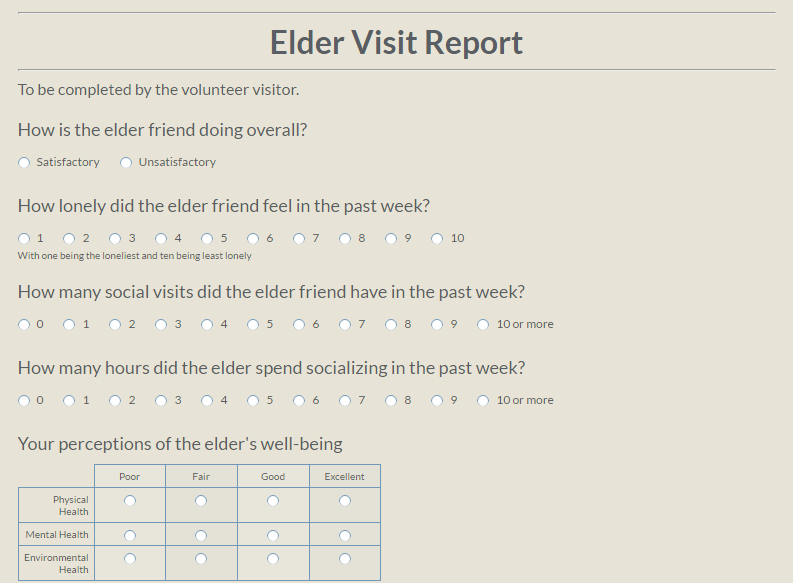 Elder Visit Report
To be completed by the volunteer visitor.
How is the elder friend doing overall?
Satisfactory Unsatisfactory
How lonely did the elder friend feel in the past week?
1 2 3 4 5 6 7 8 9 10
With one being the loneliest and ten being least lonely
How many social visits did the elder friend have in the past week?
0 1 2 3 4 5 6 7 8 9 10 or more
How many hours did the elder spend socializing in the past week?
0 1 2 3 4 5 6 7 8 9 10 or more
Your perceptions of the elder's well-being
Poor Fair Good Excellent
Physical
Health
Mental Health
Environmental
Health